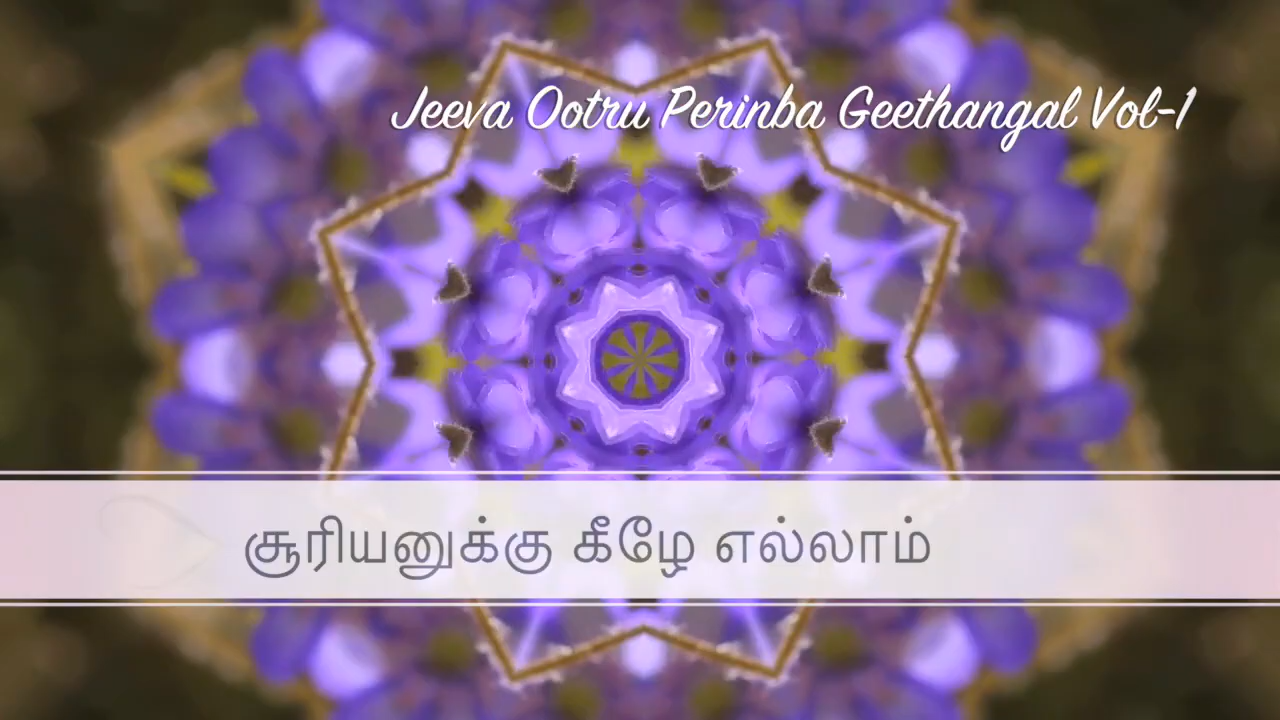 Jeeva Ootru Perinba Geethangal Vol-1
சூரியனுக்கு கீழே எல்லாம்